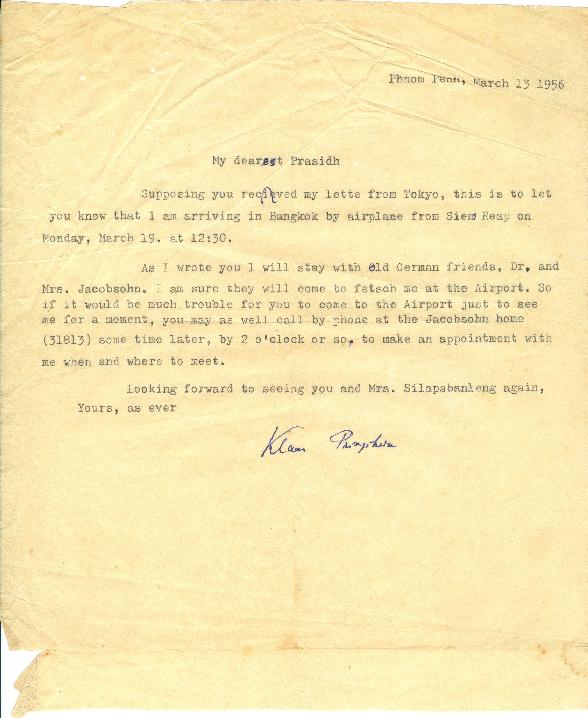 Phnom Penn, March 13 1956
My dearest Prasidh
Supposing you recieved my lette from Tokyo, this is to let
you know that I am arriving in Bangkok by airplane from Siem Reap on
Monday, March 19. at 12:30.
As I wrote you I will stay with old German friends, Dr, and
Mrs. Jacobsohn. I am sure they will come to fetsch me at the Airport. So
if it would be much trouble for you to come to the Airport just to see
me for a moment, you may as well call by phone at the Jacobsohn home
(31813) some time later, by 2 o'clock or so, to make an appointment with
me when and where to meet.
Looking forward to seeing you and Mrs. Silapabanleng again,
Yours, as ever
Klaus